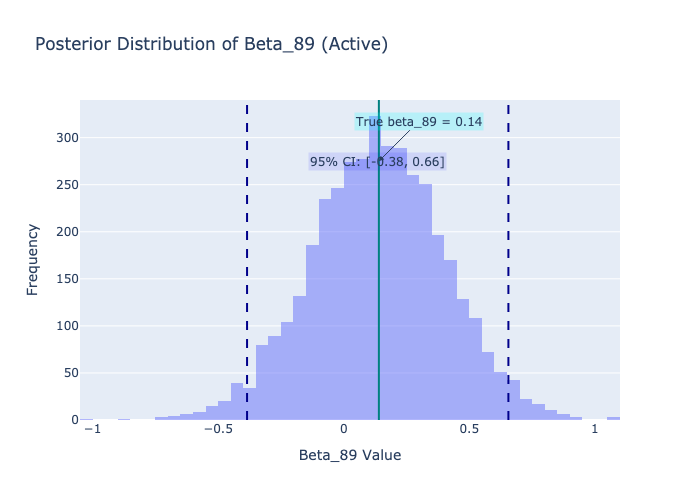 Posterior Distribution of Beta_89 (Active)
True beta_89 = 0.14
95% CI: [-0.38, 0.66]
300
250
200
150
100
50
0
Frequency
−1
−0.5
0
0.5
1
Beta_89 Value